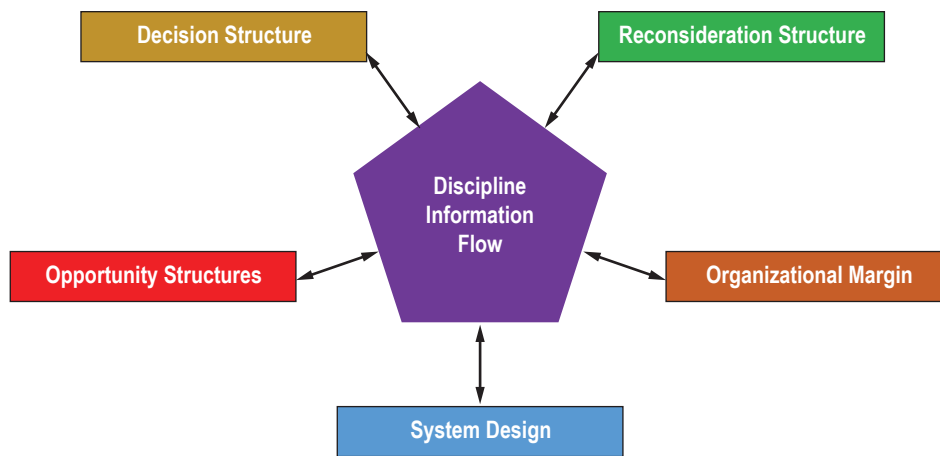 Decision Structure
Reconsideration Structure
Discipline
Information
Flow
Opportunity Structures
Organizational Margin
System Design